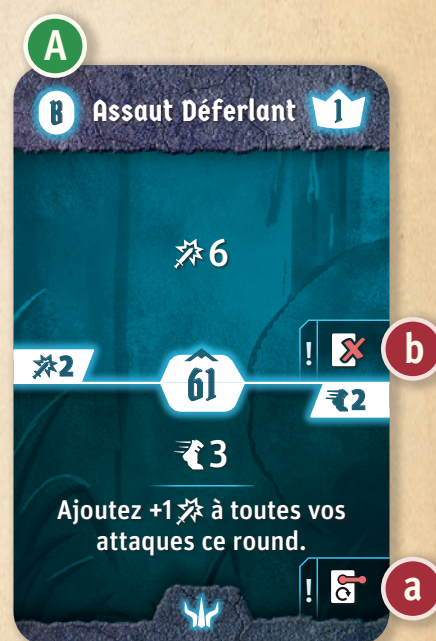 A
B Assaut Déferlant 1
6
! b
2
61
2
3
Ajoutez +1 à toutes vos
attaques ce round.
! a